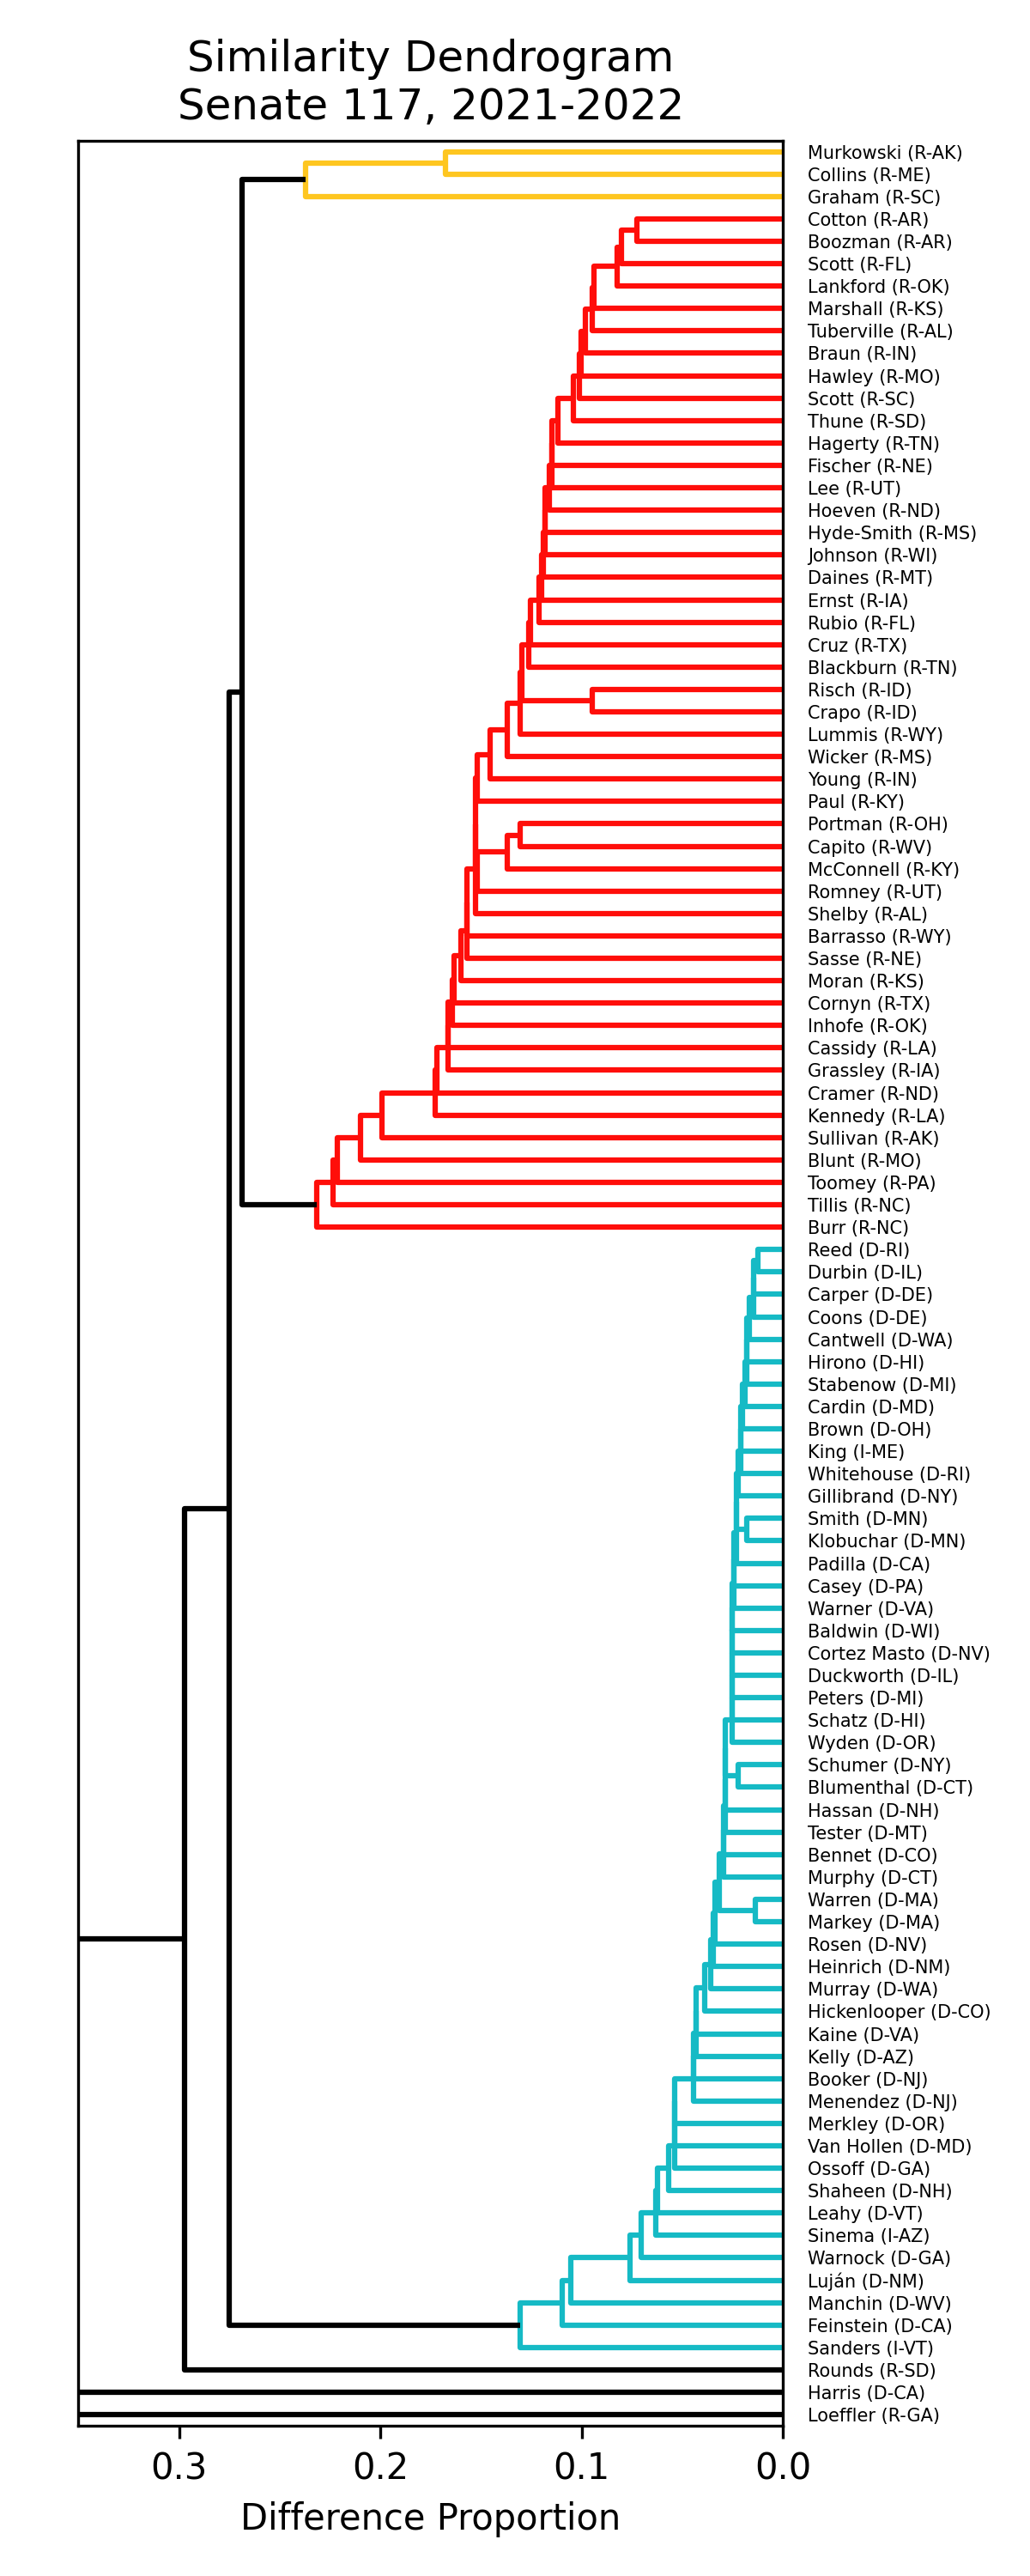 Similarity Dendrogram
Senate 117, 2021-2022
Murkowski (R-AK)
Collins (R-ME)
Graham (R-SC)
Cotton (R-AR)
Boozman (R-AR)
Scott (R-FL)
Lankford (R-OK)
Marshall (R-KS)
Tuberville (R-AL)
Braun (R-IN)
Hawley (R-MO)
Scott (R-SC)
Thune (R-SD)
Hagerty (R-TN)
Fischer (R-NE)
Lee (R-UT)
Hoeven (R-ND)
Hyde-Smith (R-MS)
Johnson (R-WI)
Daines (R-MT)
Ernst (R-IA)
Rubio (R-FL)
Cruz (R-TX)
Blackburn (R-TN)
Risch (R-ID)
Crapo (R-ID)
Lummis (R-WY)
Wicker (R-MS)
Young (R-IN)
Paul (R-KY)
Portman (R-OH)
Capito (R-WV)
McConnell (R-KY)
Romney (R-UT)
Shelby (R-AL)
Barrasso (R-WY)
Sasse (R-NE)
Moran (R-KS)
Cornyn (R-TX)
Inhofe (R-OK)
Cassidy (R-LA)
Grassley (R-IA)
Cramer (R-ND)
Kennedy (R-LA)
Sullivan (R-AK)
Blunt (R-MO)
Toomey (R-PA)
Tillis (R-NC)
Burr (R-NC)
Reed (D-RI)
Durbin (D-IL)
Carper (D-DE)
Coons (D-DE)
Cantwell (D-WA)
Hirono (D-HI)
Stabenow (D-MI)
Cardin (D-MD)
Brown (D-OH)
King (I-ME)
Whitehouse (D-RI)
Gillibrand (D-NY)
Smith (D-MN)
Klobuchar (D-MN)
Padilla (D-CA)
Casey (D-PA)
Warner (D-VA)
Baldwin (D-WI)
Cortez Masto (D-NV)
Duckworth (D-IL)
Peters (D-MI)
Schatz (D-HI)
Wyden (D-OR)
Schumer (D-NY)
Blumenthal (D-CT)
Hassan (D-NH)
Tester (D-MT)
Bennet (D-CO)
Murphy (D-CT)
Warren (D-MA)
Markey (D-MA)
Rosen (D-NV)
Heinrich (D-NM)
Murray (D-WA)
Hickenlooper (D-CO)
Kaine (D-VA)
Kelly (D-AZ)
Booker (D-NJ)
Menendez (D-NJ)
Merkley (D-OR)
Van Hollen (D-MD)
Ossoff (D-GA)
Shaheen (D-NH)
Leahy (D-VT)
Sinema (I-AZ)
Warnock (D-GA)
Luján (D-NM)
Manchin (D-WV)
Feinstein (D-CA)
Sanders (I-VT)
Rounds (R-SD)
Harris (D-CA)
Loeffler (R-GA)
0.3 0.2 0.1 0.0
Difference Proportion